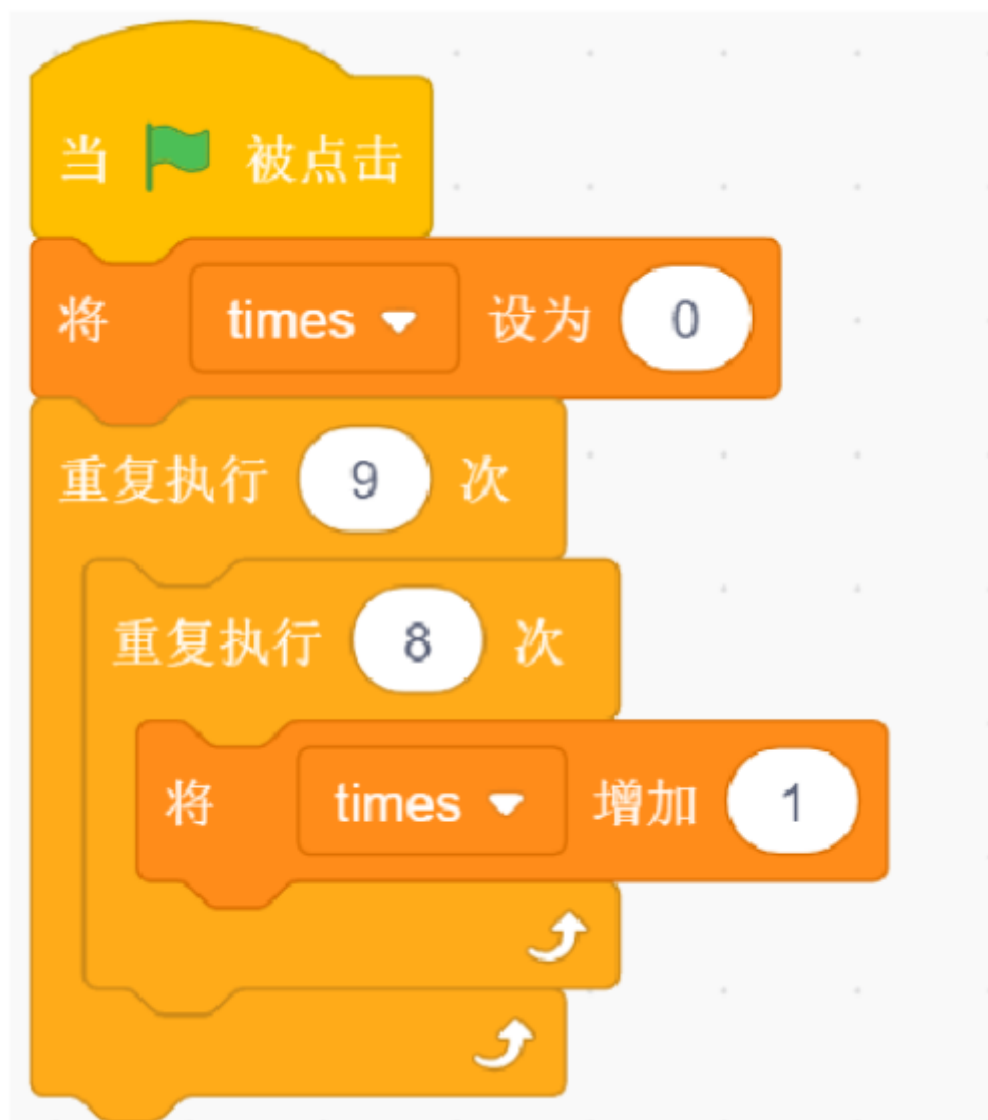 当 被点击
将 times 设为 0
重复执行 9 次
重复执行 8 次
将 times 增加 1